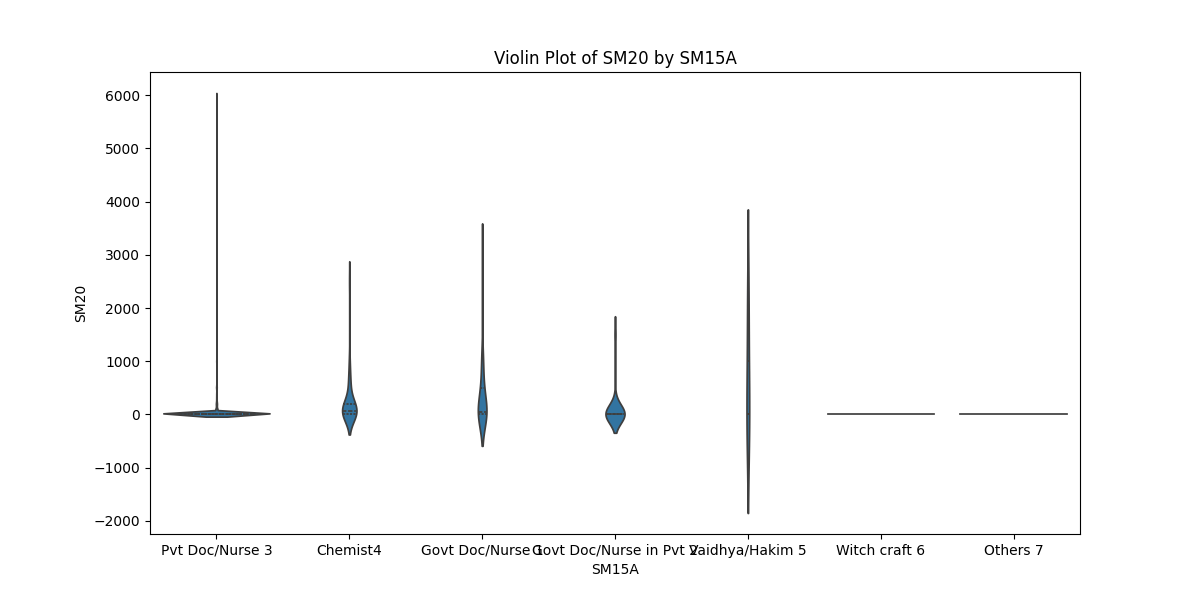 Violin Plot of SM20 by SM15A
6000
5000
4000
3000
2000
1000
0
−1000
−2000
SM20
Pvt Doc/Nurse 3
Chemist4
Govt Doc/Nurse 1
Govt Doc/Nurse in Pvt 2
Vaidhya/Hakim 5
Witch craft 6
Others 7
SM15A